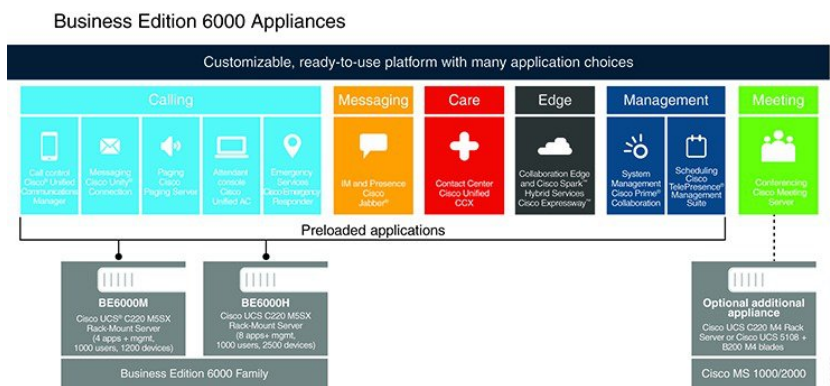 Business Edition 6000 Appliances
Customizable, ready-to-use platform with many application choices
Calling
Messaging
Care
Edge
Management
Meeting
Call control
Cisco® Unified
Communications
Manager
Messaging
Cisco Unity®
Connection
Paging
Cisco
Paging Server
Attendant
console
Cisco
Unified AC
Emergency
Services
Cisco Emergency
Responder
IM and Presence
Cisco
Jabber®
Contact Center
Cisco Unified
CCX
Collaboration Edge
and Cisco Spark™
Hybrid Services
Cisco Expressway™
System
Management
Cisco Prime®
Collaboration
Scheduling
Cisco
TelePresence®
Management
Suite
Conferencing
Cisco Meeting
Server
Preloaded applications
BE6000M
Cisco UCS® C220 M5SX
Rack-Mount Server
(4 apps + mgmt,
1000 users, 1200 devices)
BE6000H
Cisco UCS C220 M5SX
Rack-Mount Server
(8 apps+ mgmt,
1000 users, 2500 devices)
Business Edition 6000 Family
Optional additional
appliance
Cisco UCS C220 M4 Rack
Server or Cisco UCS 5108 +
B200 M4 blades
Cisco MS 1000/2000